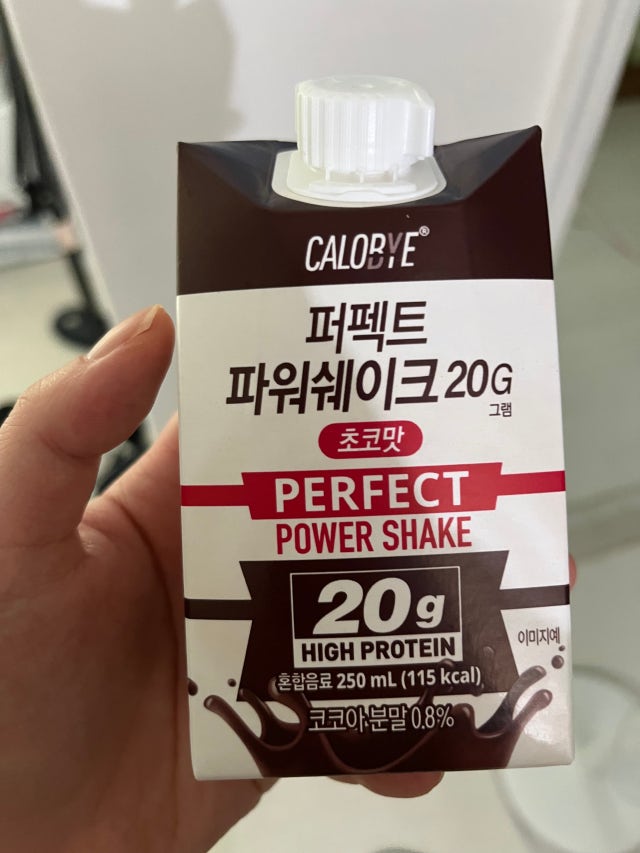 CALOBYE®
퍼펙트
파워쉐이크 20G
그램
초코맛
PERFECT
POWER SHAKE
20g
HIGH PROTEIN
이미지예
혼합음료 250 mL (115 kcal)
코코아 분말 0.8%